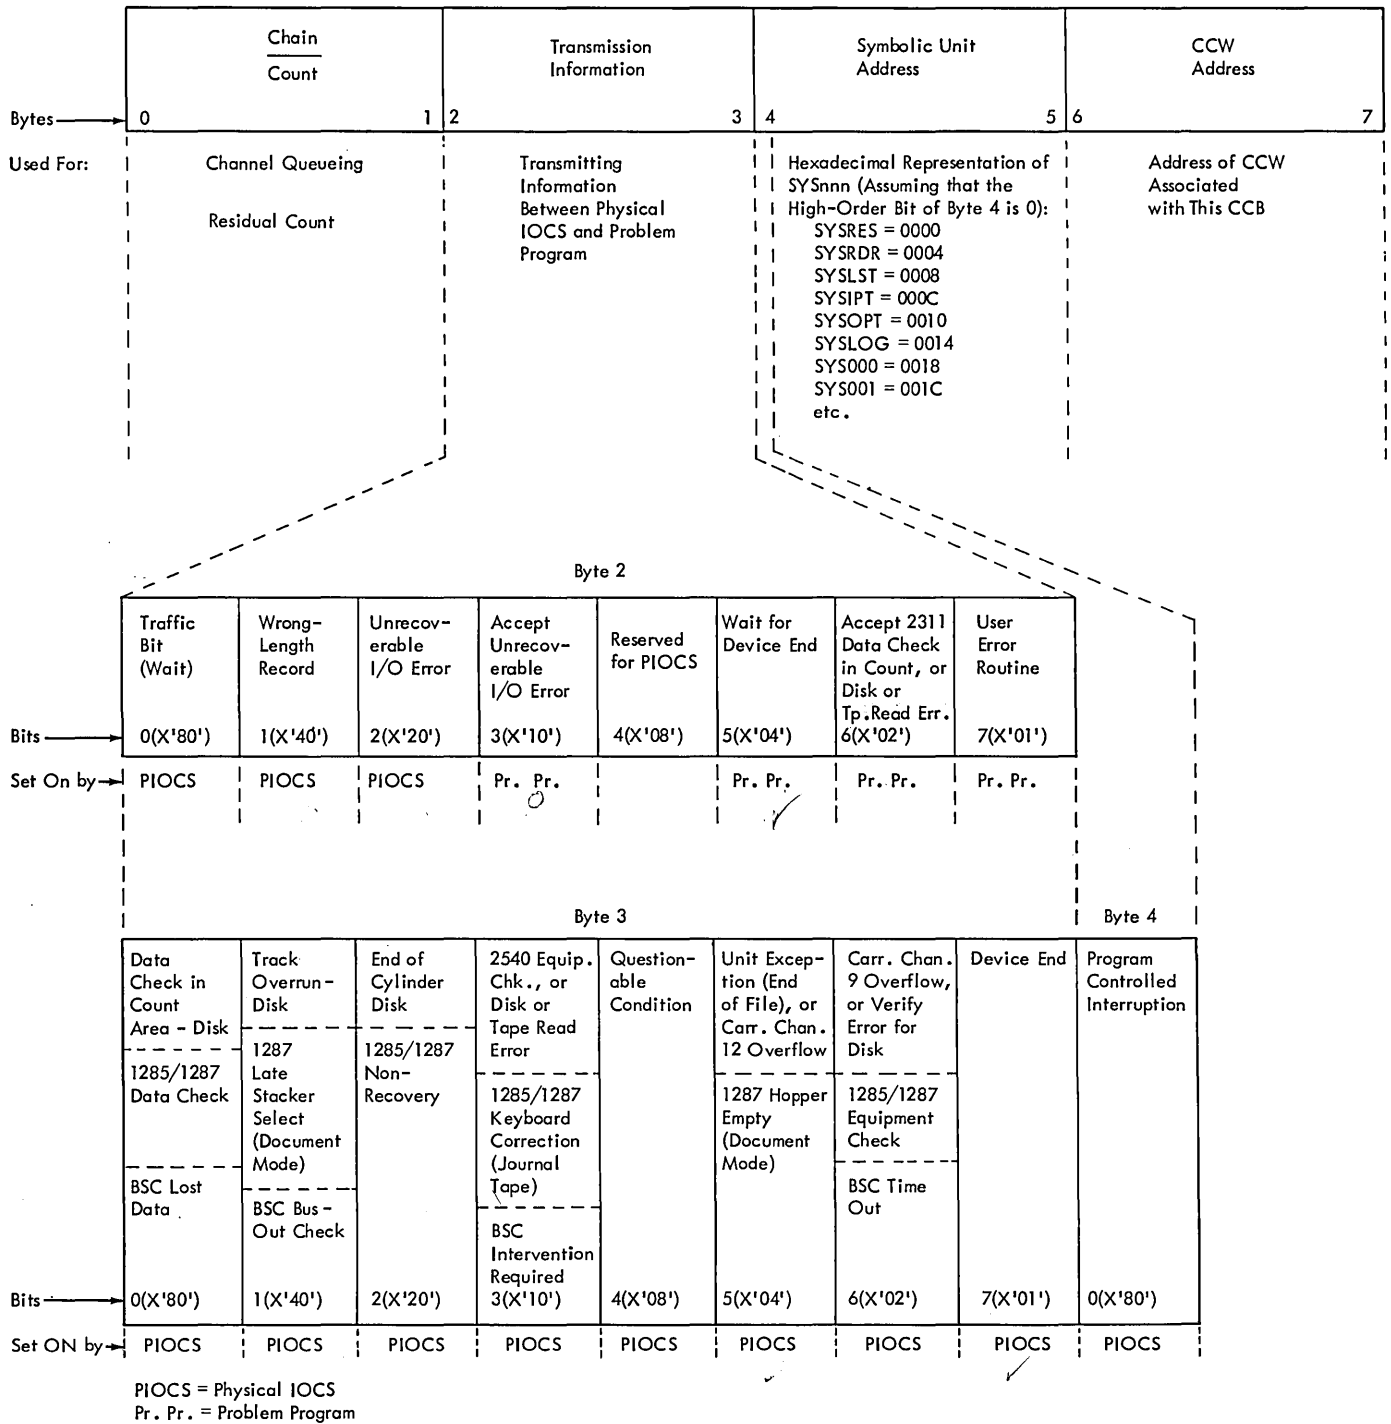 Chain
Count
Transmission
Information
Symbolic Unit
Address
CCW
Address
Bytes
0
1
2
3
4
5
6
7
Used For:
Channel Queueing
Residual Count
Transmitting
Information
Between Physical
IOCS and Problem
Program
Hexadecimal Representation of
SYSnnn (Assuming that the
High-Order Bit of Byte 4 is 0):
SYSRES = 0000
SYSRDR = 0004
SYSLST = 0008
SYSIPT = 000C
SYSOPT = 0010
SYSLOG = 0014
SYS000 = 0018
SYS001 = 001C
etc.
Address of CCW
Associated
with This CCB
Byte 2
Traffic
Bit
(Wait)
0(X'80')
Wrong-
Length
Record
1(X'40')
Unrecov-
erable
I/O Error
2(X'20')
Accept
Unrecov-
erable
I/O Error
3(X'10')
Reserved
for PIOCS
4(X'08')
Wait for
Device End
5(X'04')
Accept 2311
Data Check
in Count, or
Disk or
Tp.Read Err.
6(X'02')
User
Error
Routine
7(X'01')
Bits
Set On by
PIOCS
PIOCS
PIOCS
Pr. Pr.
Pr. Pr.
Pr. Pr.
Pr. Pr.
Byte 3
Byte 4
Data
Check in
Count
Area - Disk
1285/1287
Data Check
BSC Lost
Data
0(X'80')
Track
Overrun-
Disk
1287
Late
Stacker
Select
(Document
Mode)
BSC Bus-
Out Check
1(X'40')
End of
Cylinder
Disk
1285/1287
Non-
Recovery
2(X'20')
2540 Equip.
Chk., or
Disk or
Tape Read
Error
1285/1287
Keyboard
Correction
(Journal
Tape)
BSC
Intervention
Required
3(X'10')
Question-
able
Condition
4(X'08')
Unit Excep-
tion (End
of File), or
Carr. Chan.
12 Overflow
1287 Hopper
Empty
(Document
Mode)
5(X'04')
Carr. Chan.
9 Overflow,
or Verify
Error for
Disk
1285/1287
Equipment
Check
BSC Time
Out
6(X'02')
Device End
7(X'01')
Program
Controlled
Interruption
0(X'80')
Bits
Set ON by
PIOCS
PIOCS
PIOCS
PIOCS
PIOCS
PIOCS
PIOCS
PIOCS
PIOCS
PIOCS = Physical IOCS
Pr. Pr. = Problem Program